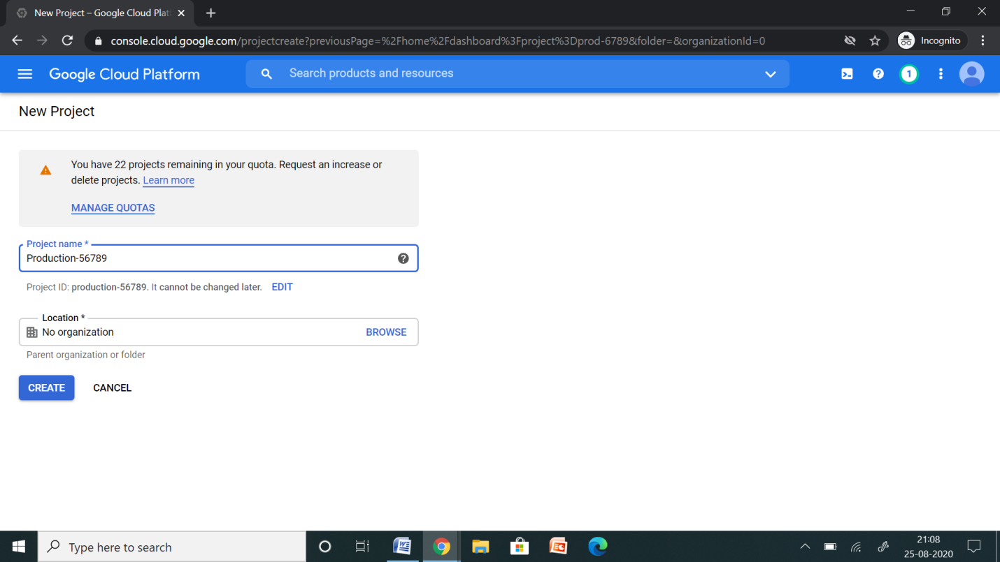 New Project – Google Cloud Plat
console.cloud.google.com/projectcreate?previousPage=%2Fhome%2Fdashboard%3Fproject%3Dprod-6789&folder=&organizationId=0
Incognito
Google Cloud Platform
Search products and resources
1
New Project
You have 22 projects remaining in your quota. Request an increase or
delete projects. Learn more
MANAGE QUOTAS
Project name *
Production-56789
Project ID: production-56789. It cannot be changed later. EDIT
Location *
No organization
BROWSE
Parent organization or folder
CREATE
CANCEL
Type here to search
21:08
25-08-2020